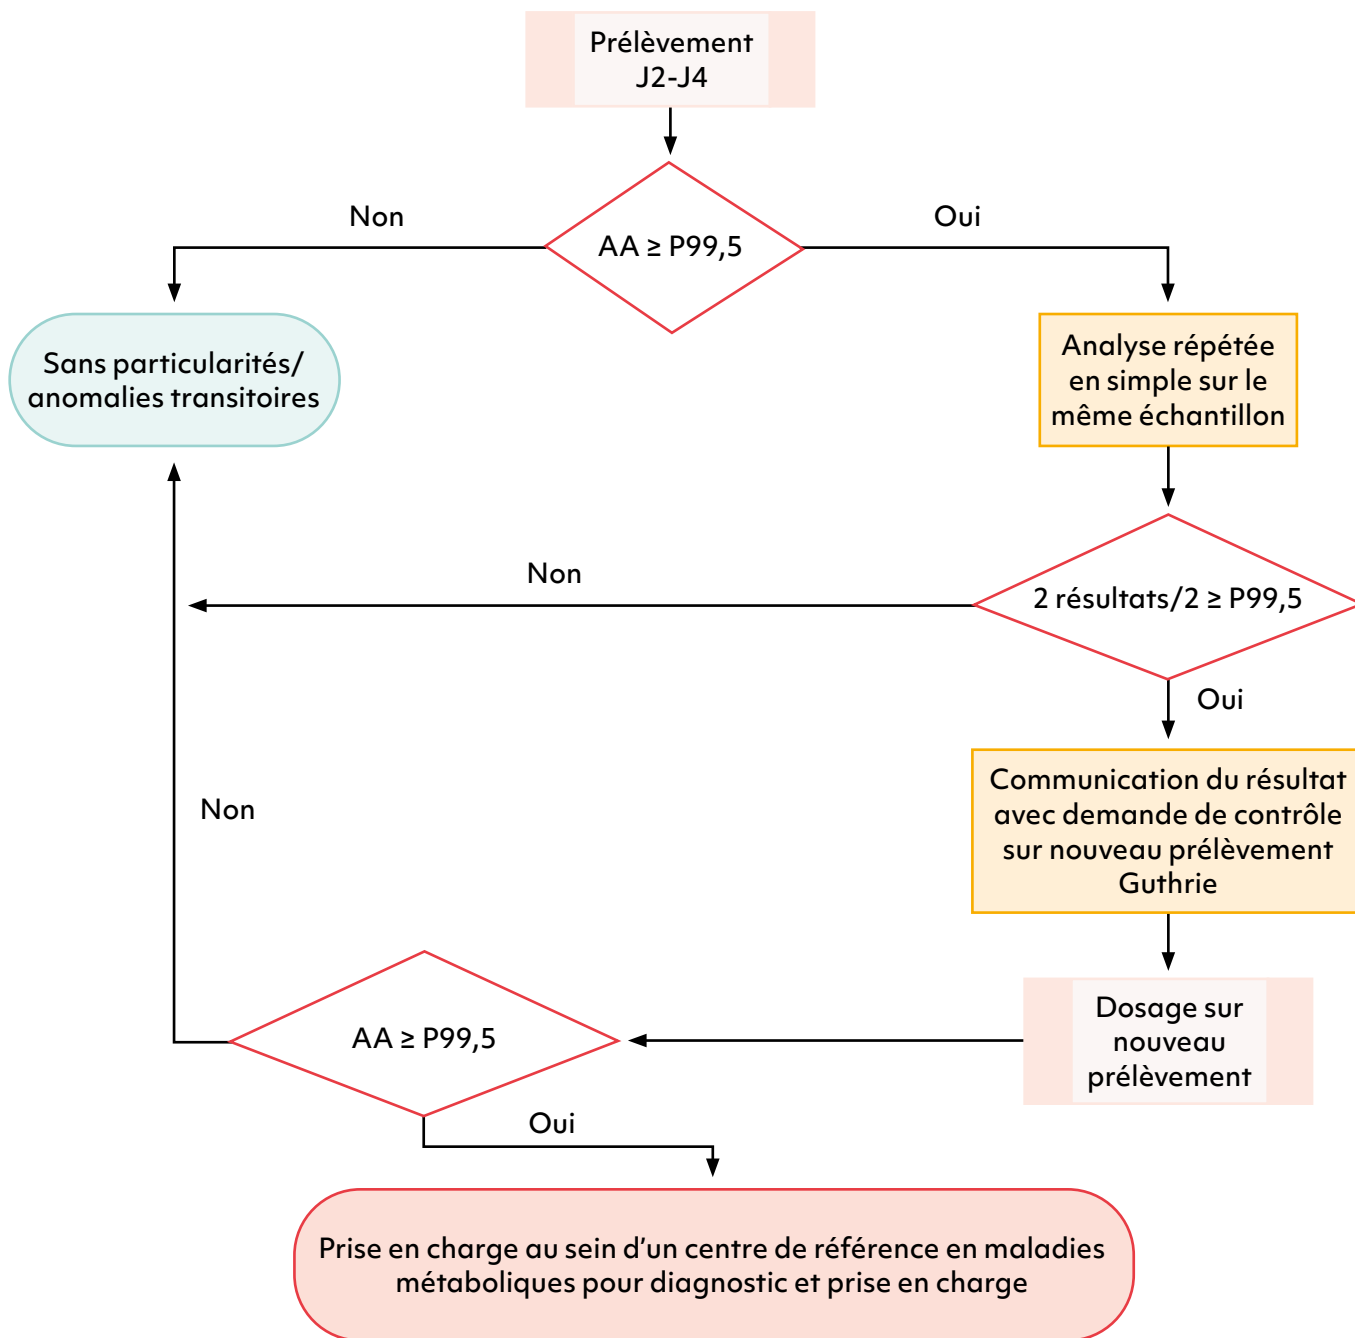 Prélèvement
J2-J4
Non
Oui
AA ≥ P99,5
Sans particularités/
anomalies transitoires
Analyse répétée
en simple sur le
même échantillon
Non
2 résultats/2 ≥ P99,5
Oui
Communication du résultat
avec demande de contrôle
sur nouveau prélèvement
Guthrie
Non
Dosage sur
nouveau
prélèvement
AA ≥ P99,5
Oui
Prise en charge au sein d’un centre de référence en maladies
métaboliques pour diagnostic et prise en charge